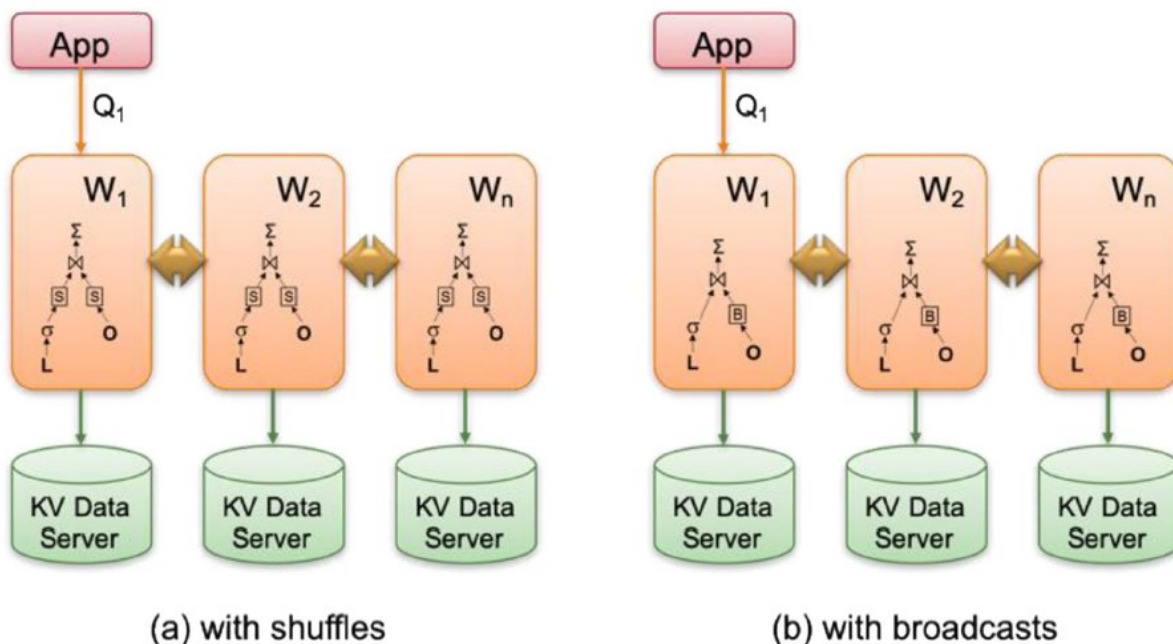 App
Q₁
W₁
Σ
⋈
S S
σ O
L
W₂
Σ
⋈
S S
σ O
L
Wₙ
Σ
⋈
S S
σ O
L
KV Data
Server
KV Data
Server
KV Data
Server
(a) with shuffles
App
Q₁
W₁
Σ
⋈
B
σ O
L
W₂
Σ
⋈
B
σ O
L
Wₙ
Σ
⋈
B
σ O
L
KV Data
Server
KV Data
Server
KV Data
Server
(b) with broadcasts